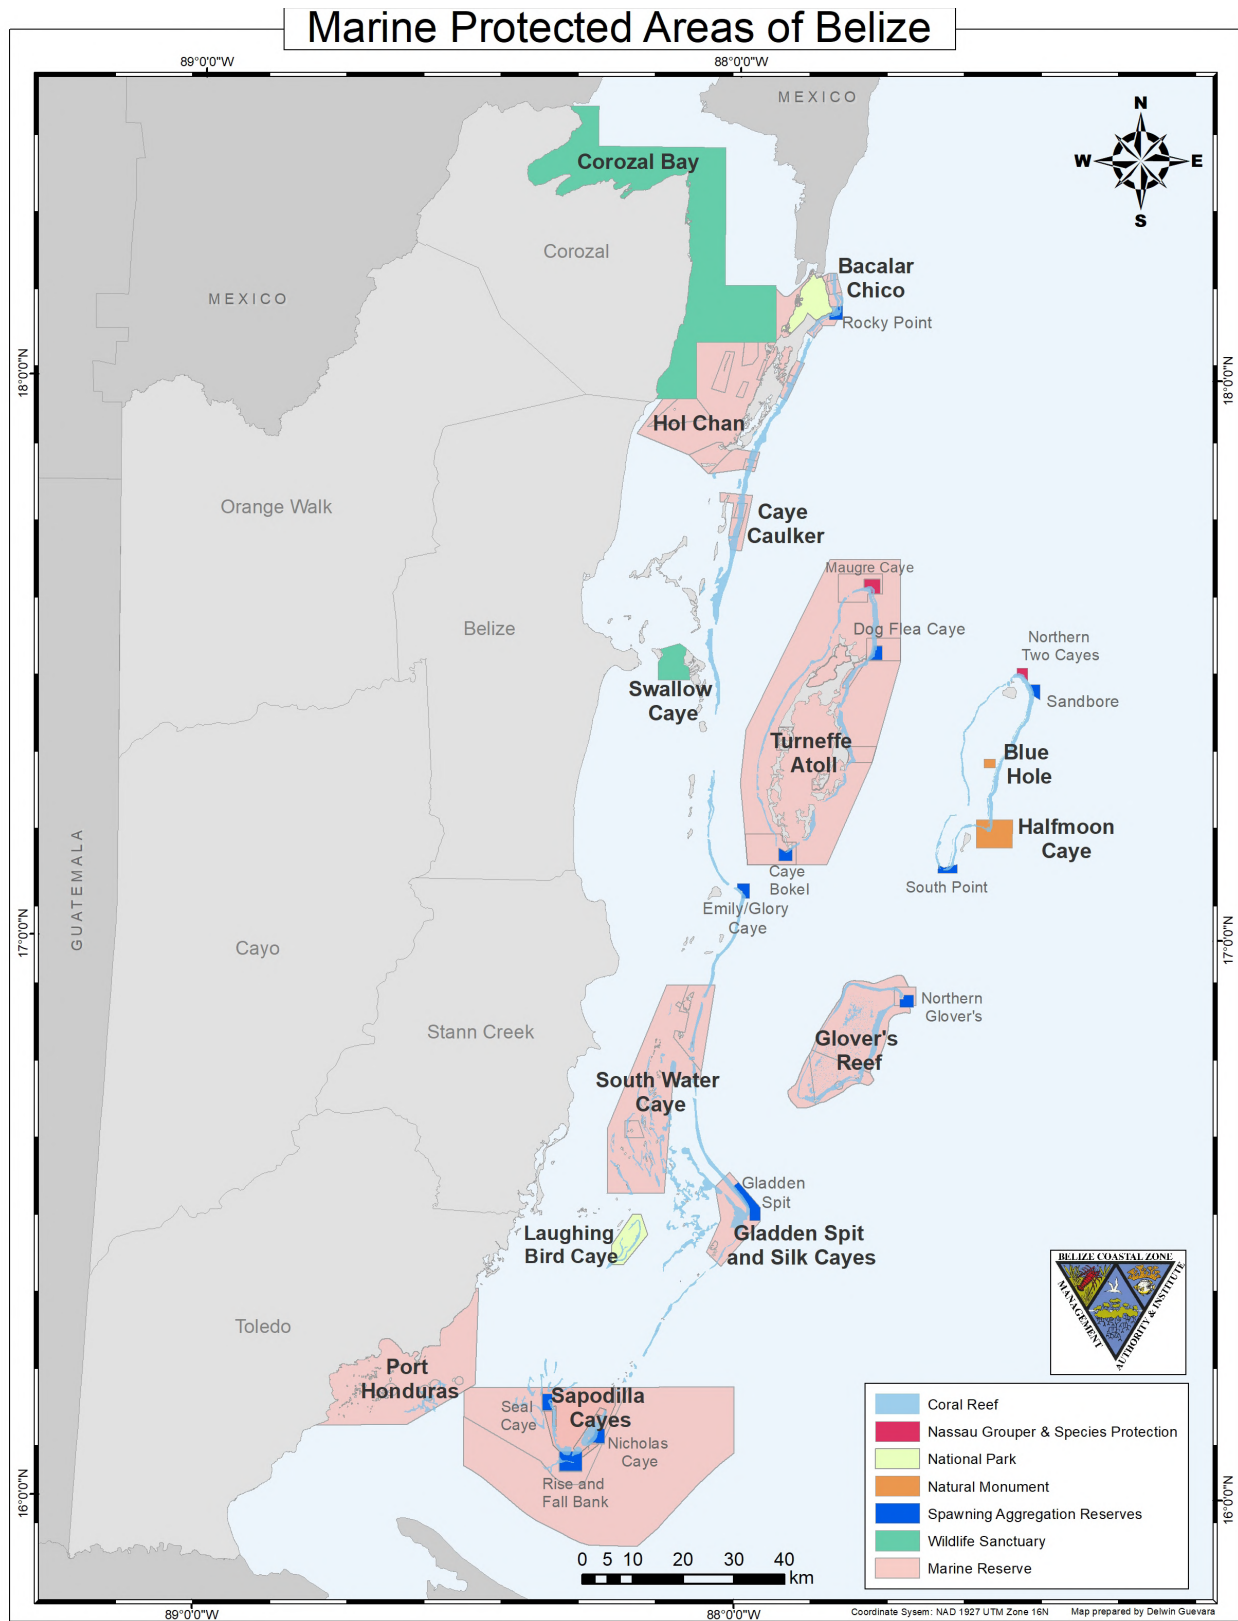 Marine Protected Areas of Belize
89°0'0"W
88°0'0"W
MEXICO
N
W
E
S
Corozal Bay
Corozal
Bacalar
Chico
MEXICO
Rocky Point
18°0'0"N
18°0'0"N
Hol Chan
Orange Walk
Caye
Caulker
Maugre Caye
Belize
Dog Flea Caye
Northern
Two Cayes
Swallow
Caye
Sandbore
Turneffe
Atoll
Blue
Hole
Halfmoon
Caye
GUATEMALA
Caye
Bokel
South Point
Emily/Glory
Caye
17°0'0"N
17°0'0"N
Cayo
Northern
Glover's
Stann Creek
Glover's
Reef
South Water
Caye
Gladden
Spit
Laughing
Bird Caye
Gladden Spit
and Silk Cayes
BELIZE COASTAL ZONE
MANAGEMENT
AUTHORITY & INSTITUTE
Toledo
Port
Honduras
Sapodilla
Cayes
Seal
Caye
Nicholas
Caye
Rise and
Fall Bank
16°0'0"N
16°0'0"N
Coral Reef
Nassau Grouper & Species Protection
National Park
Natural Monument
Spawning Aggregation Reserves
Wildlife Sanctuary
Marine Reserve
0 5 10 20 30 40
km
89°0'0"W
88°0'0"W
Coordinate Sysem: NAD 1927 UTM Zone 16N
Map prepared by Delwin Guevara